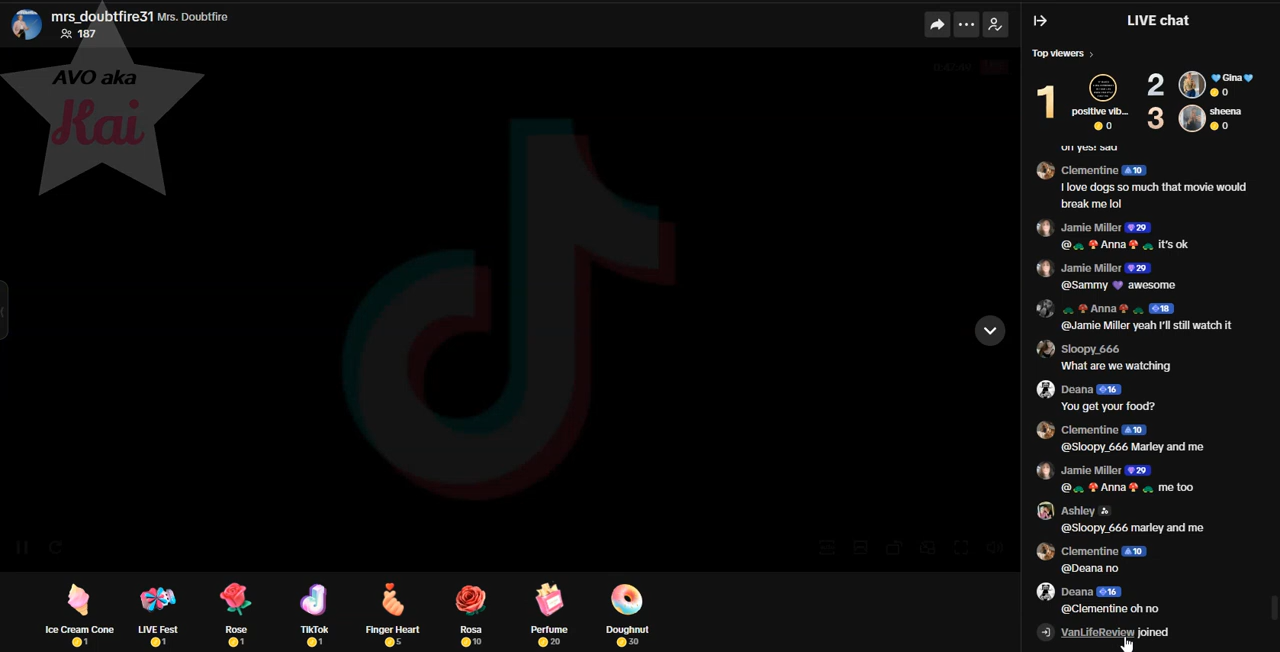 mrs_doubtfire31 Mrs. Doubtfire
187
AVO aka
Kai
LIVE chat
Top viewers
1
positive vib...
0
2
Gina
0
3
sheena
0
oh yes! sad
Clementine 10
I love dogs so much that movie would
break me lol
Jamie Miller 29
@ Anna it's ok
Jamie Miller 29
@Sammy 💜 awesome
Anna 18
@Jamie Miller yeah I'll still watch it
Sloopy_666
What are we watching
Deana 16
You get your food?
Clementine 10
@Sloopy_666 Marley and me
Jamie Miller 29
@ Anna me too
Ashley
@Sloopy_666 marley and me
Clementine 10
@Deana no
Deana 16
@Clementine oh no
VanLifeReview joined
Ice Cream Cone
1
LIVE Fest
1
Rose
1
TikTok
1
Finger Heart
5
Rosa
10
Perfume
20
Doughnut
30